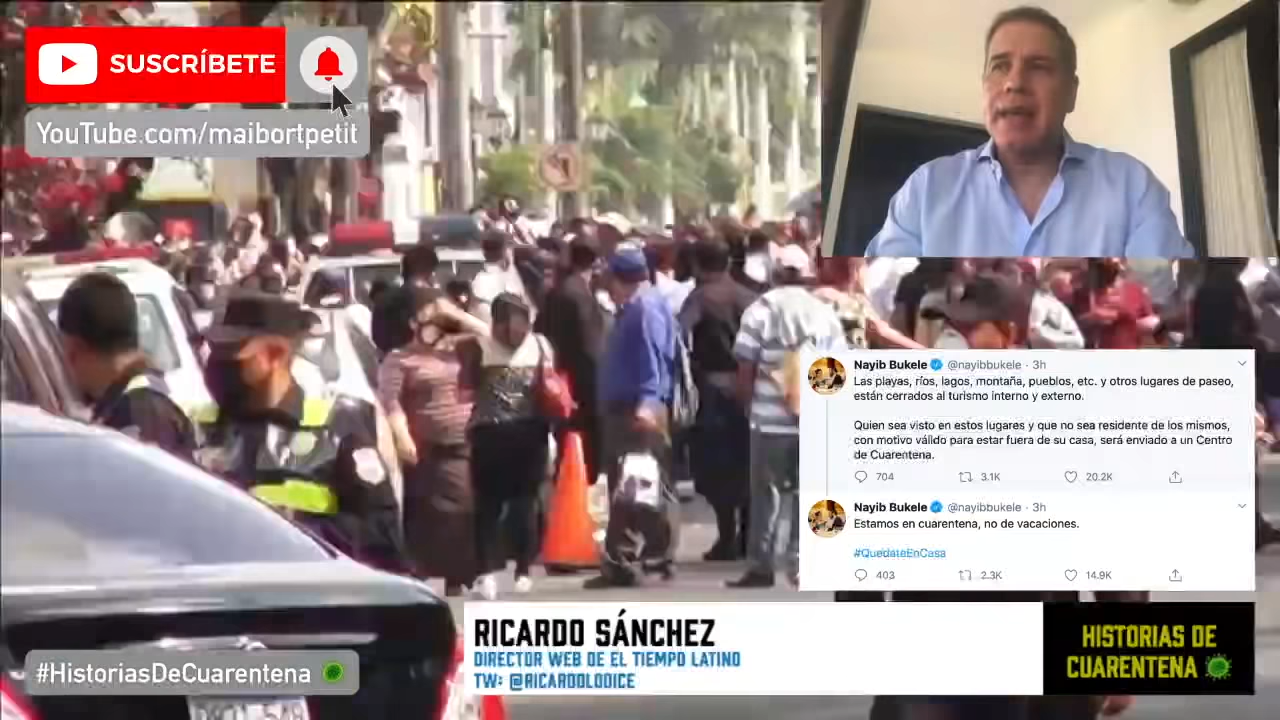 SUSCRÍBETE
YouTube.com/maibortpetit
Nayib Bukele @nayibbukele · 3h
Las playas, ríos, lagos, montaña, pueblos, etc. y otros lugares de paseo,
están cerrados al turismo interno y externo.
Quien sea visto en estos lugares y que no sea residente de los mismos,
con motivo válido para estar fuera de su casa, será enviado a un Centro
de Cuarentena.
704 3.1K 20.2K
Nayib Bukele @nayibbukele · 3h
Estamos en cuarentena, no de vacaciones.
#QuédateEnCasa
403 2.3K 14.9K
RICARDO SÁNCHEZ
DIRECTOR WEB DE EL TIEMPO LATINO
TW: @RICARDOLODICE
HISTORIAS DE
CUARENTENA
#HistoriasDeCuarentena